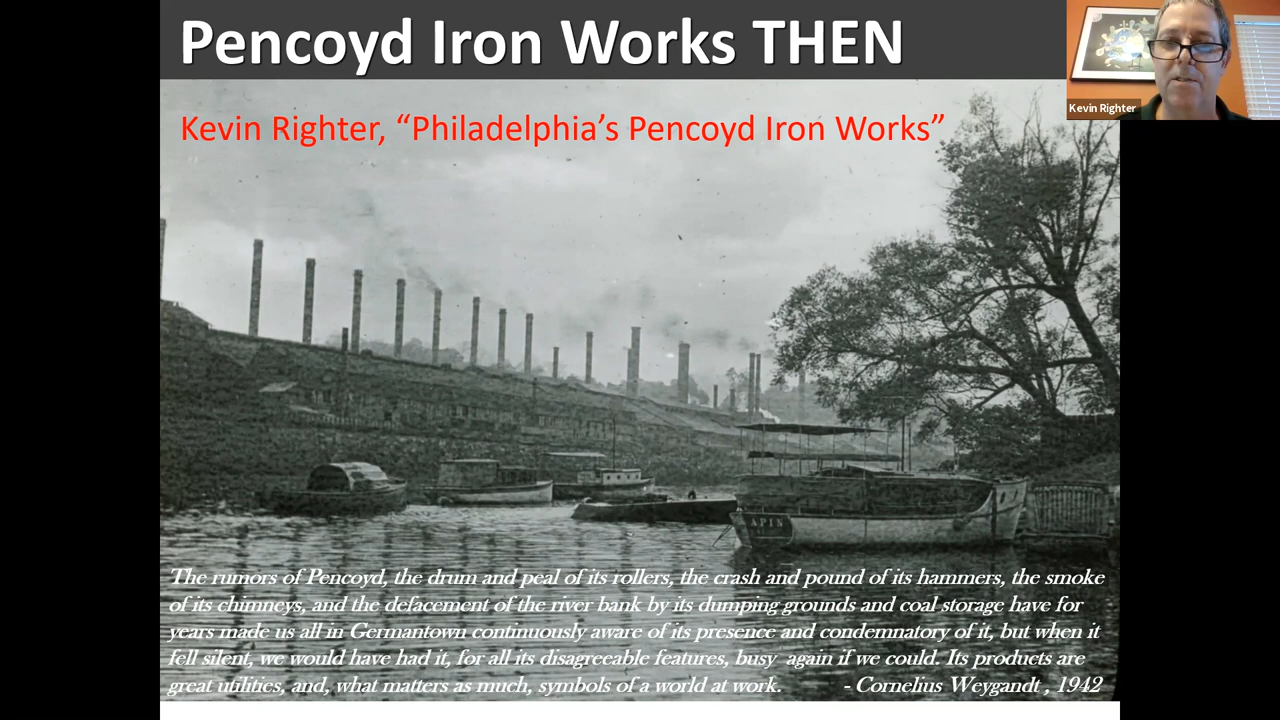 Pencoyd Iron Works THEN
Kevin Righter
Kevin Righter, “Philadelphia’s Pencoyd Iron Works”
APIN
The rumors of Pencoyd, the drum and peal of its rollers, the crash and pound of its hammers, the smoke
of its chimneys, and the defacement of the river bank by its dumping grounds and coal storage have for
years made us all in Germantown continuously aware of its presence and condemnatory of it, but when it
fell silent, we would have had it, for all its disagreeable features, busy again if we could. Its products are
great utilities, and, what matters as much, symbols of a world at work. - Cornelius Weygandt , 1942